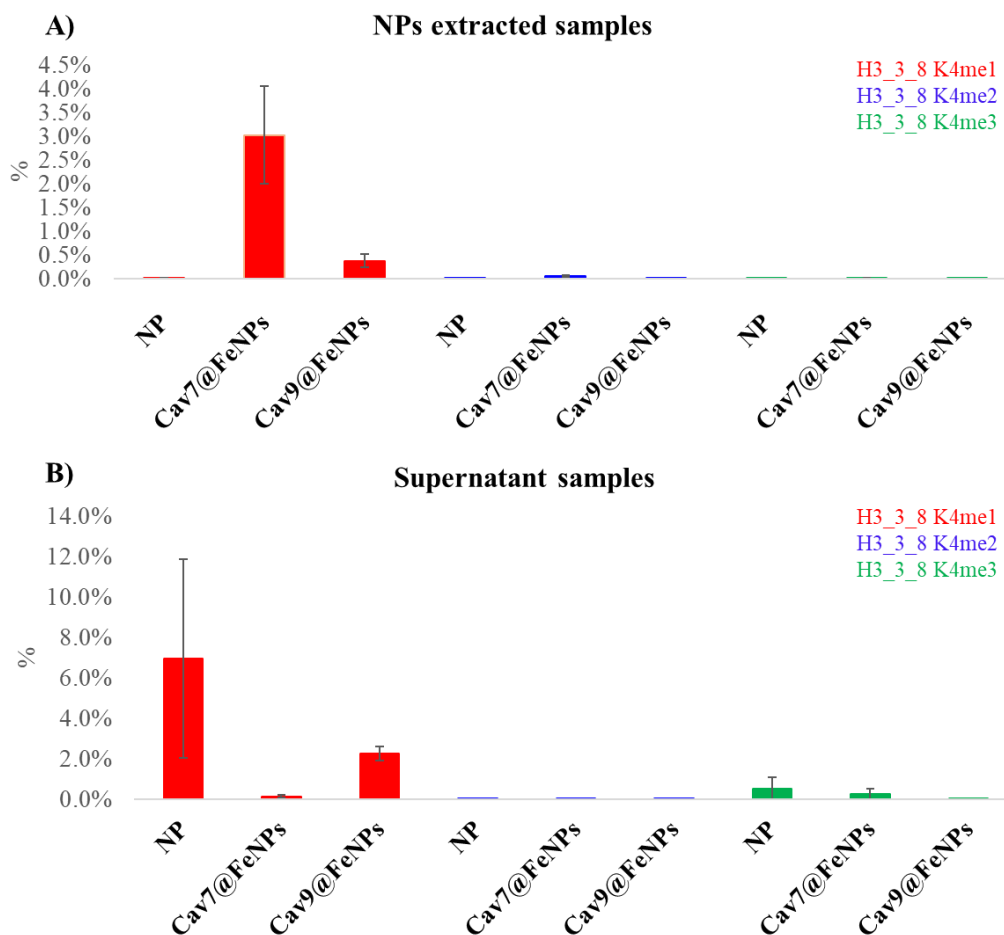 A)
NPs extracted samples
H3_3_8 K4me1
H3_3_8 K4me2
H3_3_8 K4me3
%
4.5%
4.0%
3.5%
3.0%
2.5%
2.0%
1.5%
1.0%
0.5%
0.0%
NP
Cav7@FeNPs
Cav9@FeNPs
NP
Cav7@FeNPs
Cav9@FeNPs
NP
Cav7@FeNPs
Cav9@FeNPs
B)
Supernatant samples
H3_3_8 K4me1
H3_3_8 K4me2
H3_3_8 K4me3
%
14.0%
12.0%
10.0%
8.0%
6.0%
4.0%
2.0%
0.0%
NP
Cav7@FeNPs
Cav9@FeNPs
NP
Cav7@FeNPs
Cav9@FeNPs
NP
Cav7@FeNPs
Cav9@FeNPs